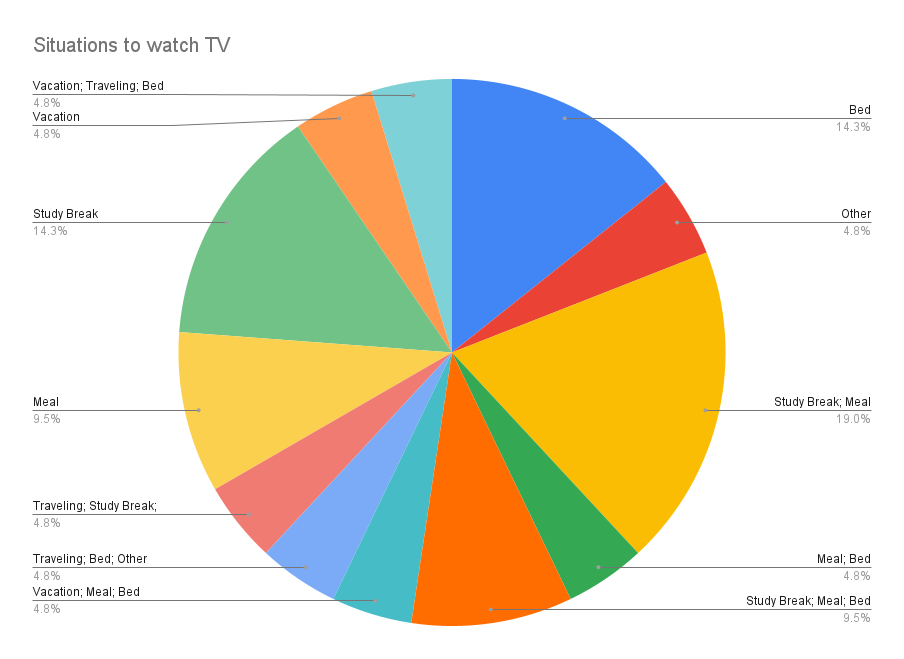 Situations to watch TV
Vacation; Traveling; Bed
4.8%
Vacation
4.8%
Study Break
14.3%
Meal
9.5%
Traveling; Study Break;
4.8%
Traveling; Bed; Other
4.8%
Vacation; Meal; Bed
4.8%
Bed
14.3%
Other
4.8%
Study Break; Meal
19.0%
Meal; Bed
4.8%
Study Break; Meal; Bed
9.5%